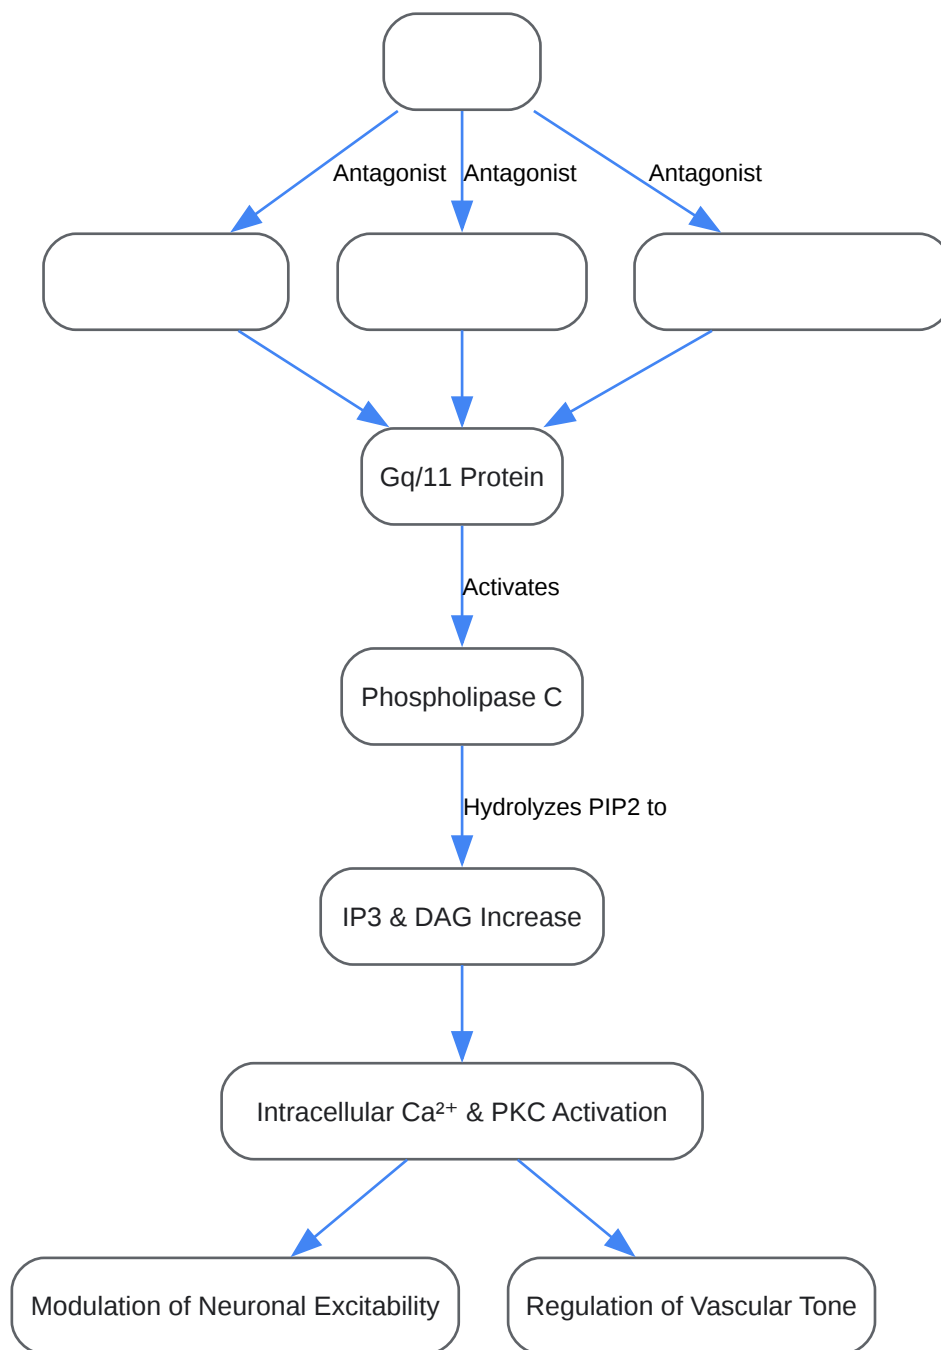 Antagonist Antagonist Antagonist
Gq/11 Protein
Activates
Phospholipase C
Hydrolyzes PIP2 to
IP3 & DAG Increase
Intracellular Ca²⁺ & PKC Activation
Modulation of Neuronal Excitability
Regulation of Vascular Tone